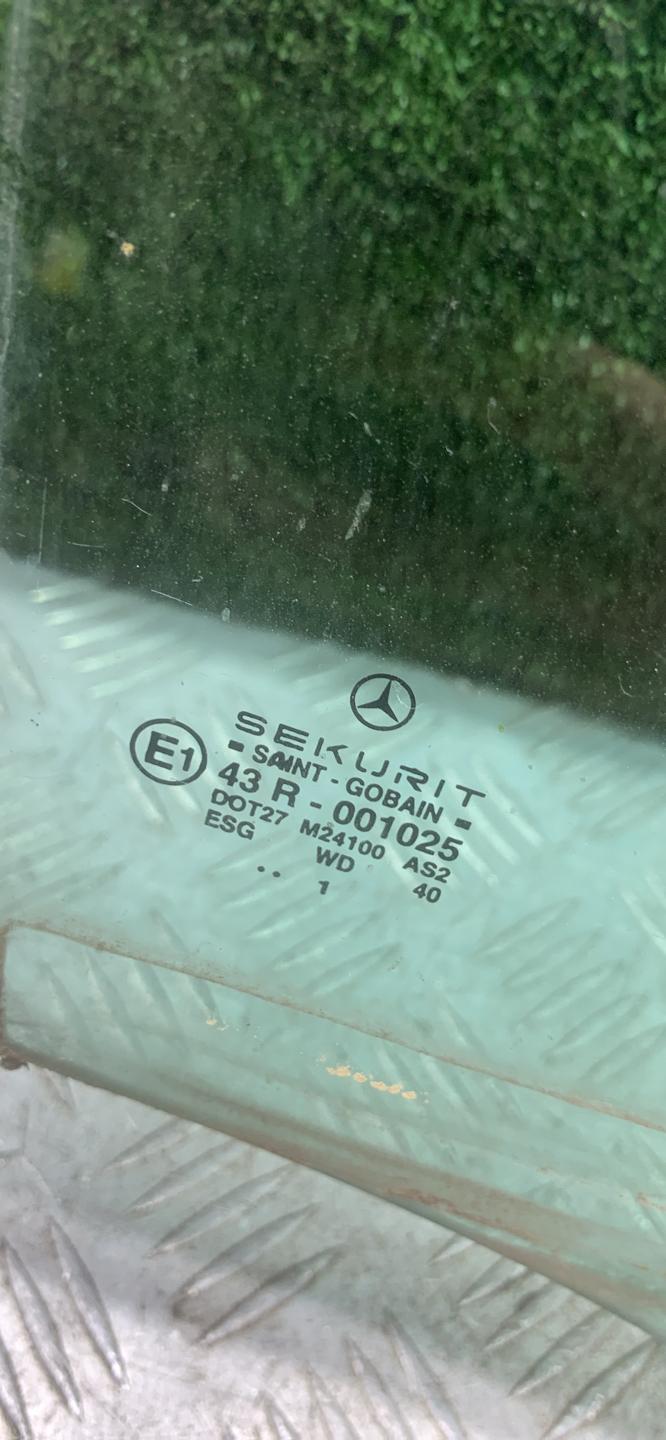 SEKURIT
- SAINT - GOBAIN -
E1 43 R - 001025
DOT27 M24100 AS2
ESG WD 40
.. 1